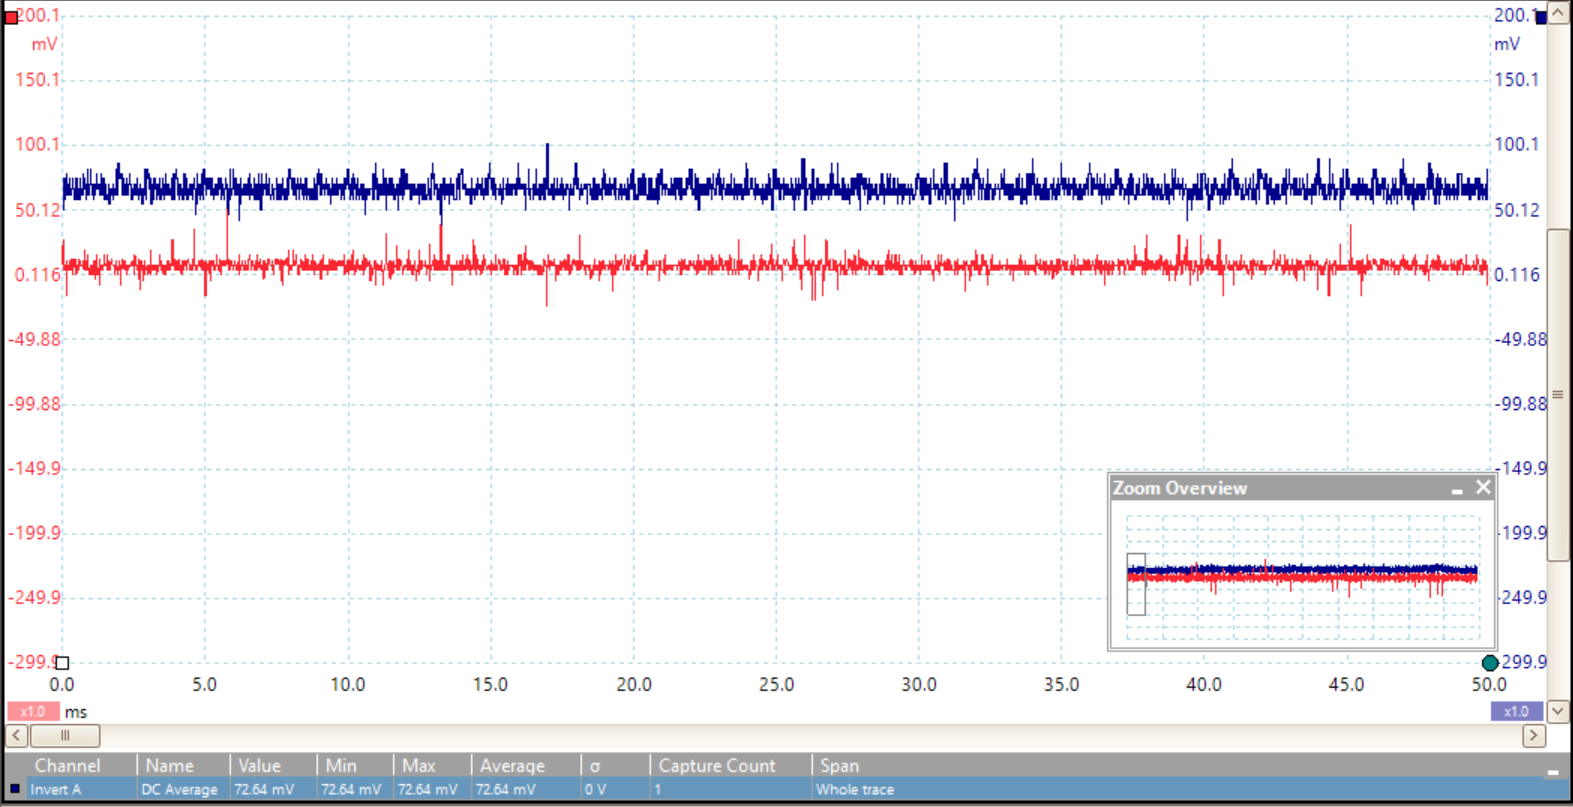 200.1 200.1
mV mV
150.1 150.1
100.1 100.1
50.12 50.12
0.116 0.116
-49.88 -49.88
-99.88 -99.88
-149.9 -149.9
Zoom Overview
-199.9 -199.9
-249.9 -249.9
-299.9 -299.9
0.0 5.0 10.0 15.0 20.0 25.0 30.0 35.0 40.0 45.0 50.0
x1.0 ms x1.0
Channel Name Value Min Max Average σ Capture Count Span
Invert A DC Average 72.64 mV 72.64 mV 72.64 mV 72.64 mV 0 V 1 Whole trace